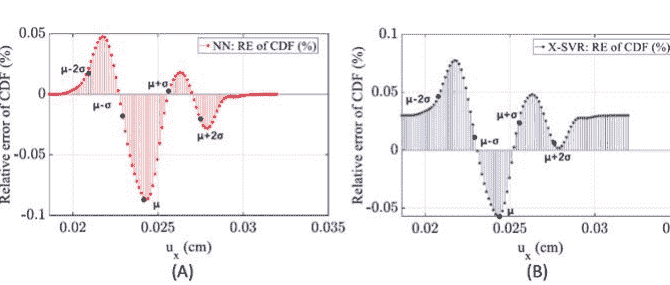 0.05
NN: RE of CDF (%)
μ-2σ
μ+σ
0
μ-σ
μ+2σ
-0.05
μ
-0.1
0.02
0.025
0.03
0.035
Relative error of CDF (%)
u_x (cm)
(A)
0.1
X-SVR: RE of CDF (%)
μ-2σ
0.05
μ+σ
μ-σ
μ+2σ
0
-0.05
μ
0.02
0.025
0.03
Relative error of CDF (%)
u_x (cm)
(B)